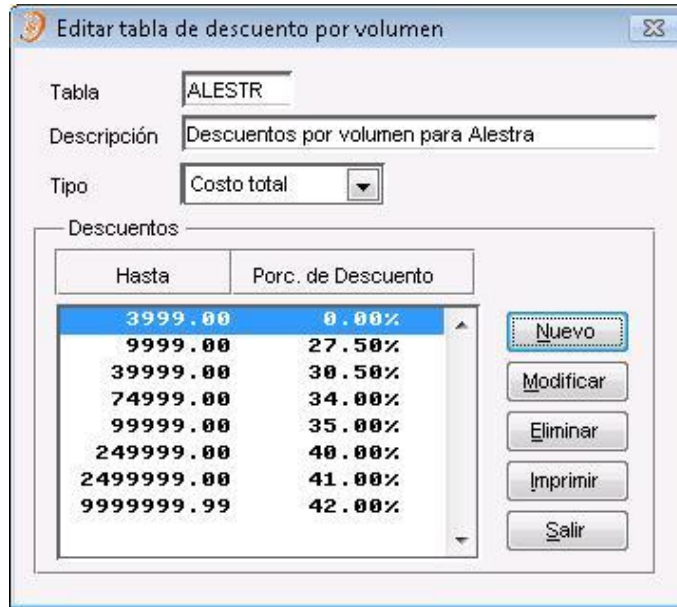 Editar tabla de descuento por volumen
Tabla ALESTR
Descripción Descuentos por volumen para Alestra
Tipo Costo total
Descuentos
Hasta Porc. de Descuento
3999.00 0.00%
9999.00 27.50%
39999.00 30.50%
74999.00 34.00%
99999.00 35.00%
249999.00 40.00%
2499999.00 41.00%
9999999.99 42.00%
Nuevo
Modificar
Eliminar
Imprimir
Salir